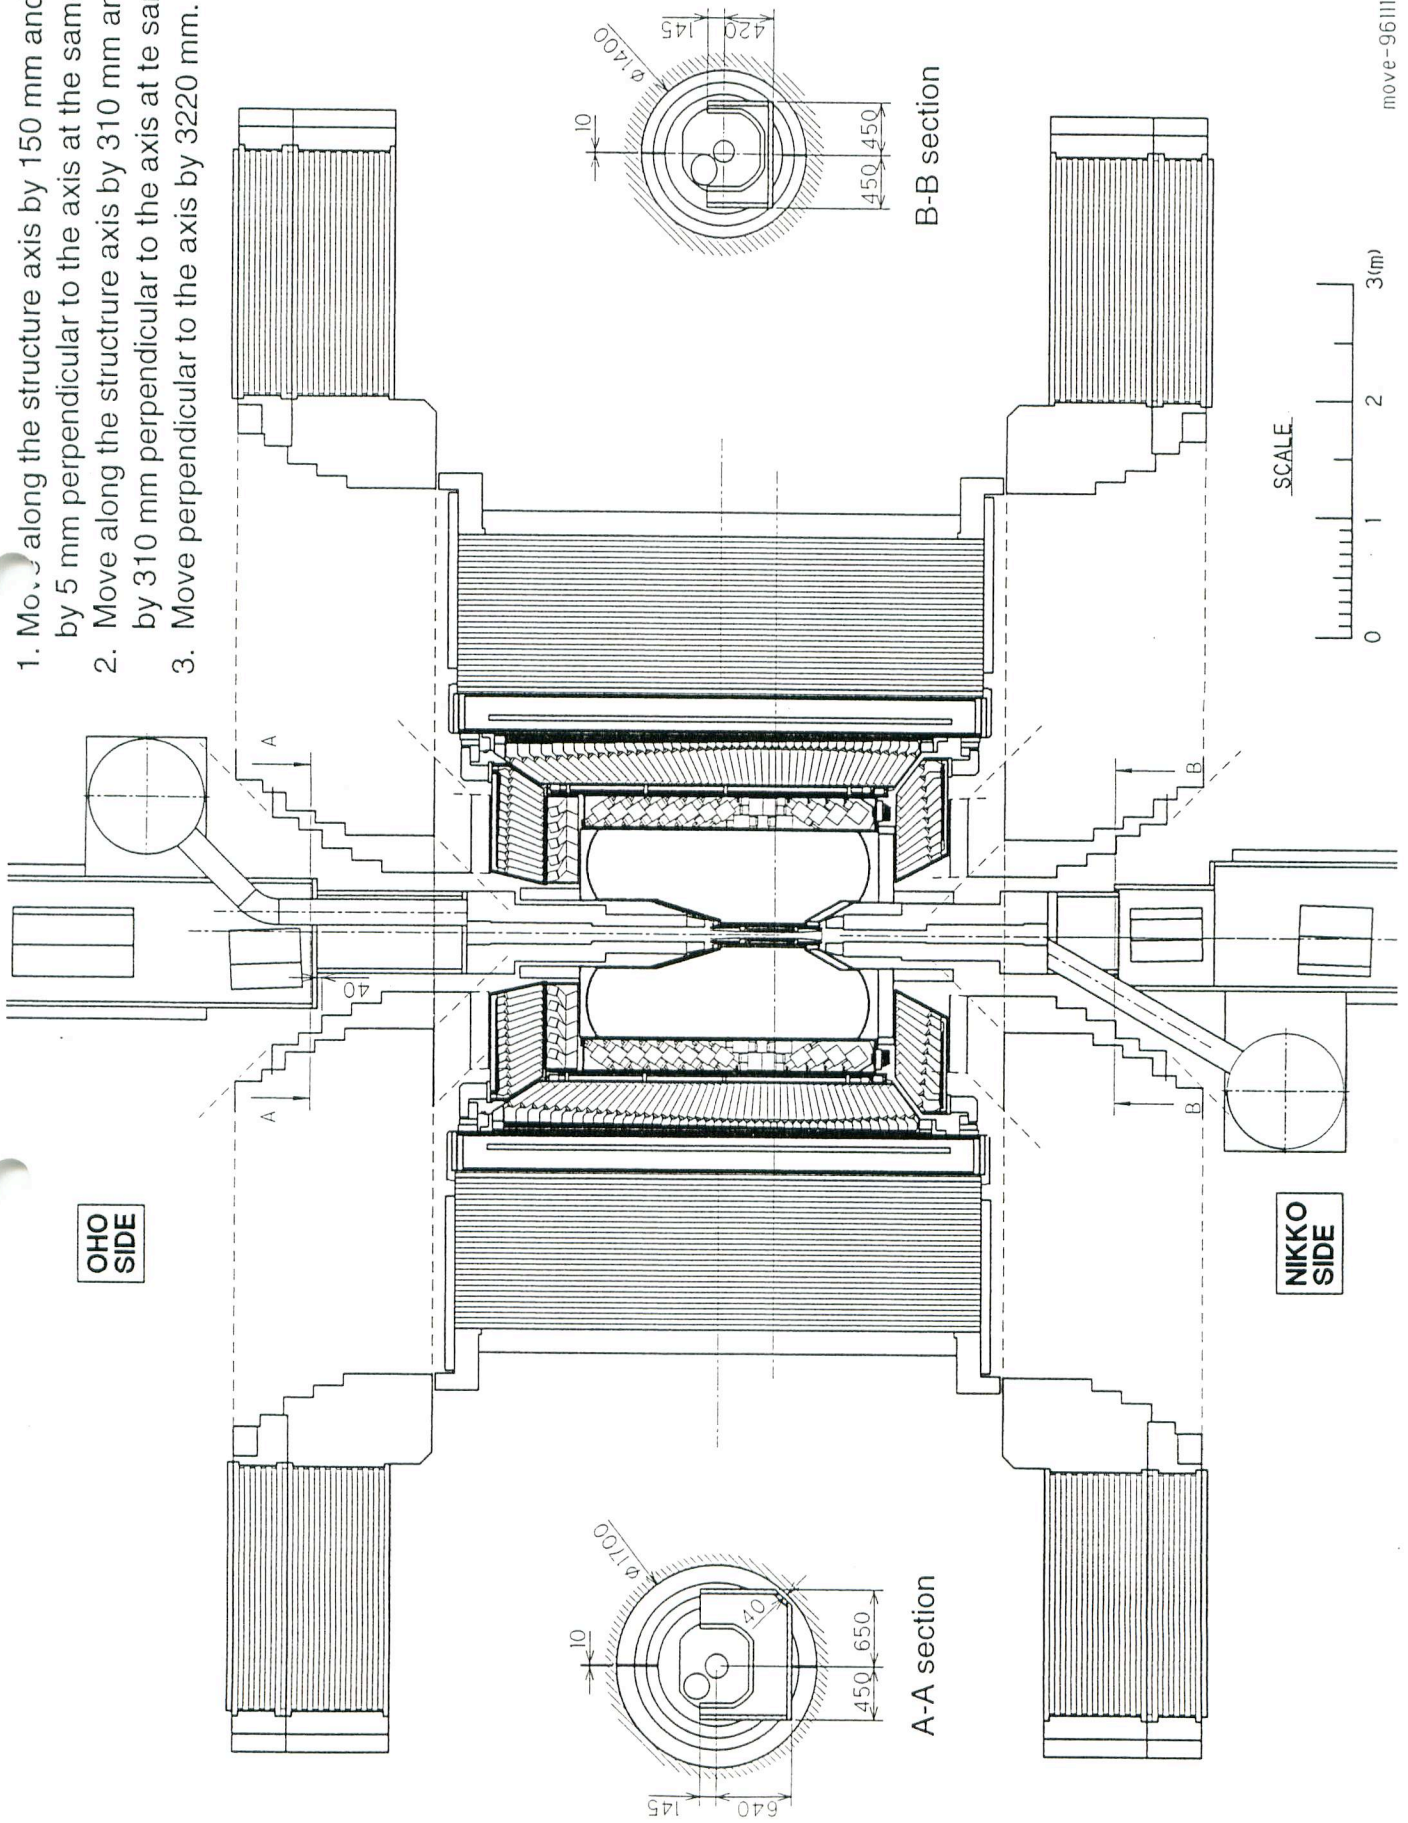 1. Move along the structure axis by 150 mm and
by 5 mm perpendicular to the axis at the sam
2. Move along the structrure axis by 310 mm ar
by 310 mm perpendicular to the axis at te sa
3. Move perpendicular to the axis by 3220 mm.
OHO
SIDE
A
A
40
B
B
NIKKO
SIDE
Φ1700
10
40
450
650
145
640
A-A section
Φ1400
10
145
420
450
450
B-B section
SCALE
0
1
2
3(m)
move-96111